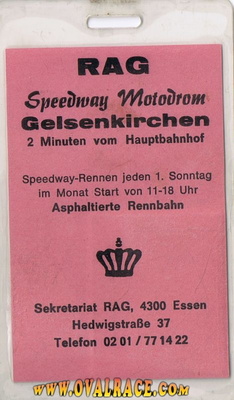 RAG
Speedway Motodrom
Gelsenkirchen
2 Minuten vom Hauptbahnhof
Speedway-Rennen jeden 1. Sonntag
im Monat Start von 11-18 Uhr
Asphaltierte Rennbahn
Sekretariat RAG, 4300 Essen
Hedwigstraße 37
Telefon 02 01 / 77 14 22
WWW.OVALRACE.COM